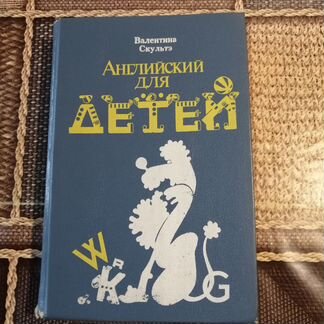 Валентина
Скультэ
Английский
для
ДЕТЕЙ
W
K A
G